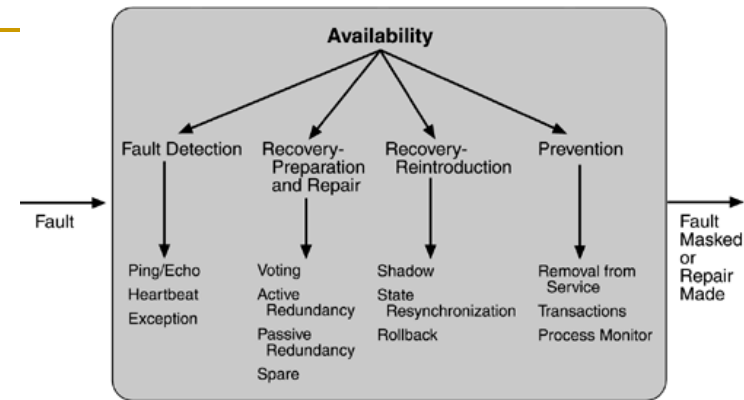 Availability
Fault Detection
Recovery-
Preparation
and Repair
Recovery-
Reintroduction
Prevention
Fault
Ping/Echo
Heartbeat
Exception
Voting
Active
Redundancy
Passive
Redundancy
Spare
Shadow
State
Resynchronization
Rollback
Removal from
Service
Transactions
Process Monitor
Fault
Masked
or
Repair
Made